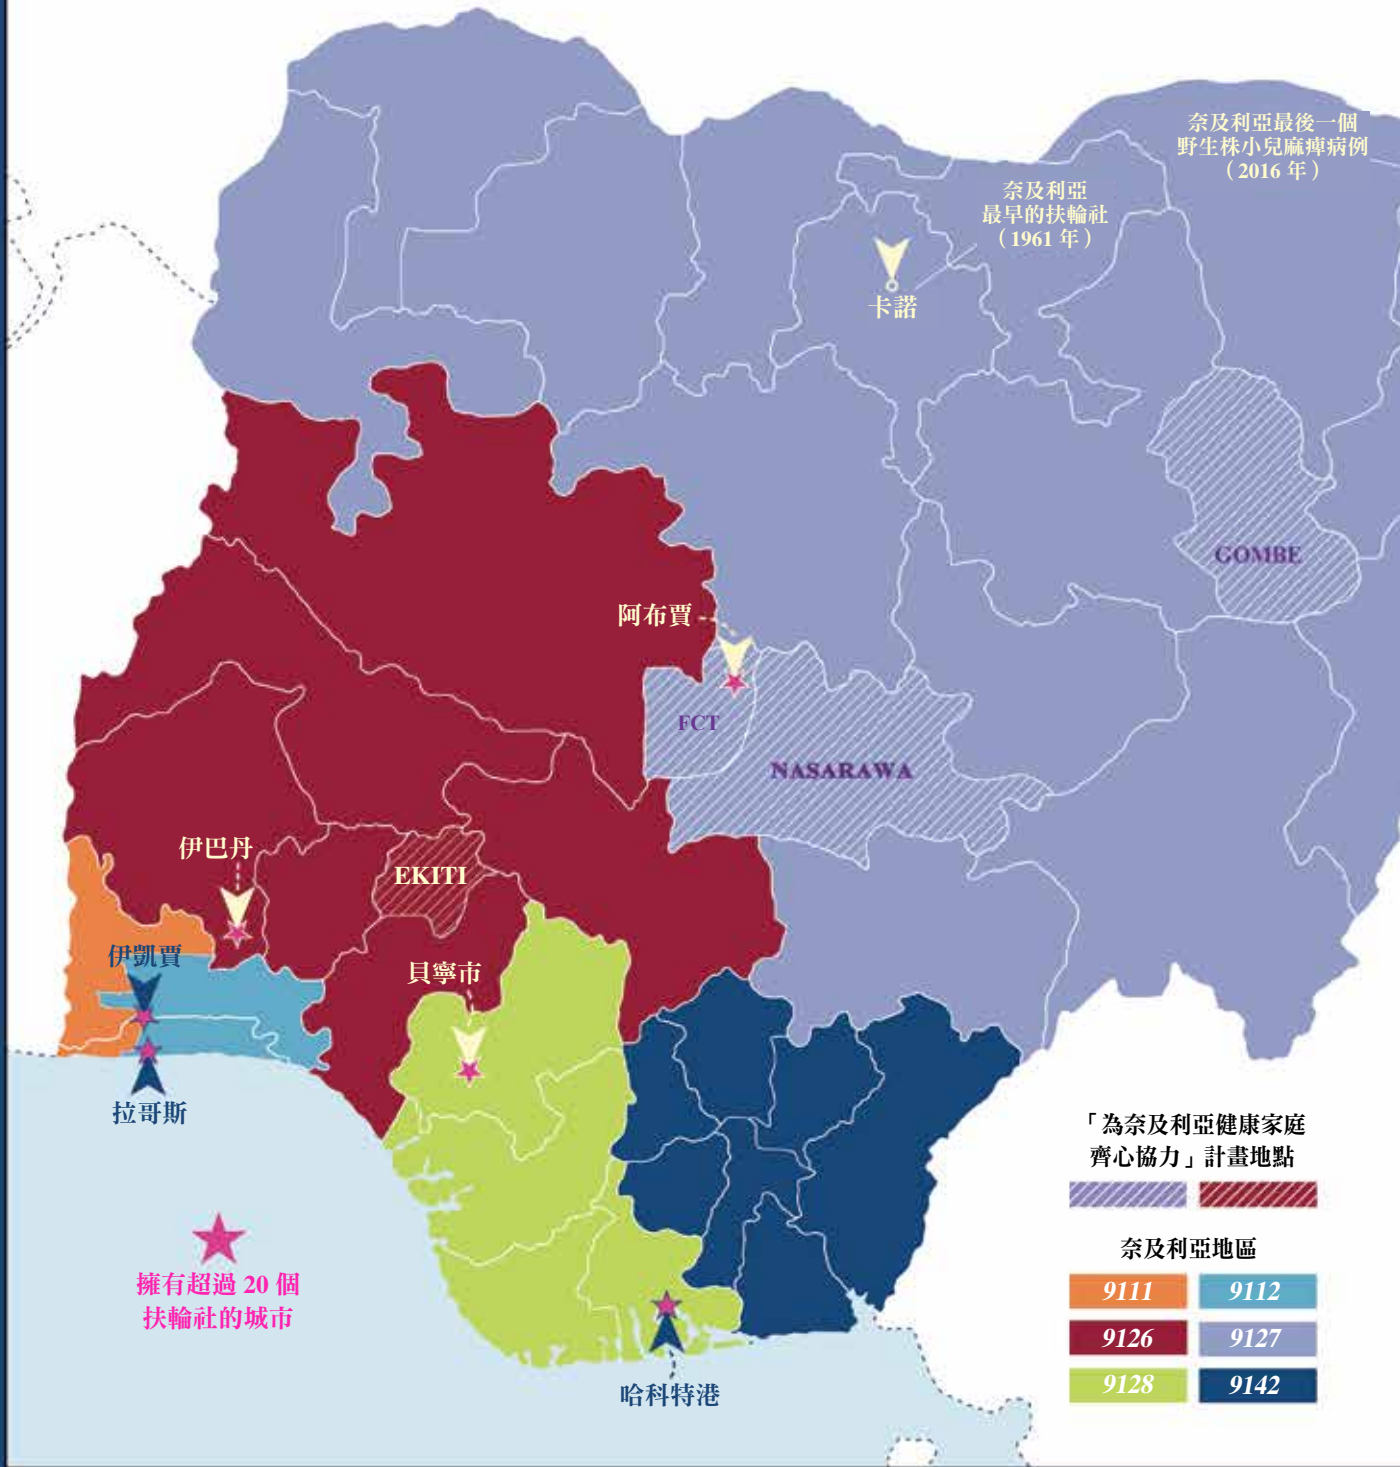 奈及利亞最後一個
野生株小兒麻痺病例
（2016 年）
奈及利亞
最早的扶輪社
（1961 年）
卡諾
GOMBE
阿布賈
FCT
NASARAWA
伊巴丹
EKITI
伊凱賈
貝寧市
拉哥斯
擁有超過 20 個
扶輪社的城市
哈科特港
「為奈及利亞健康家庭
齊心協力」計畫地點
奈及利亞地區
9111 9112
9126 9127
9128 9142